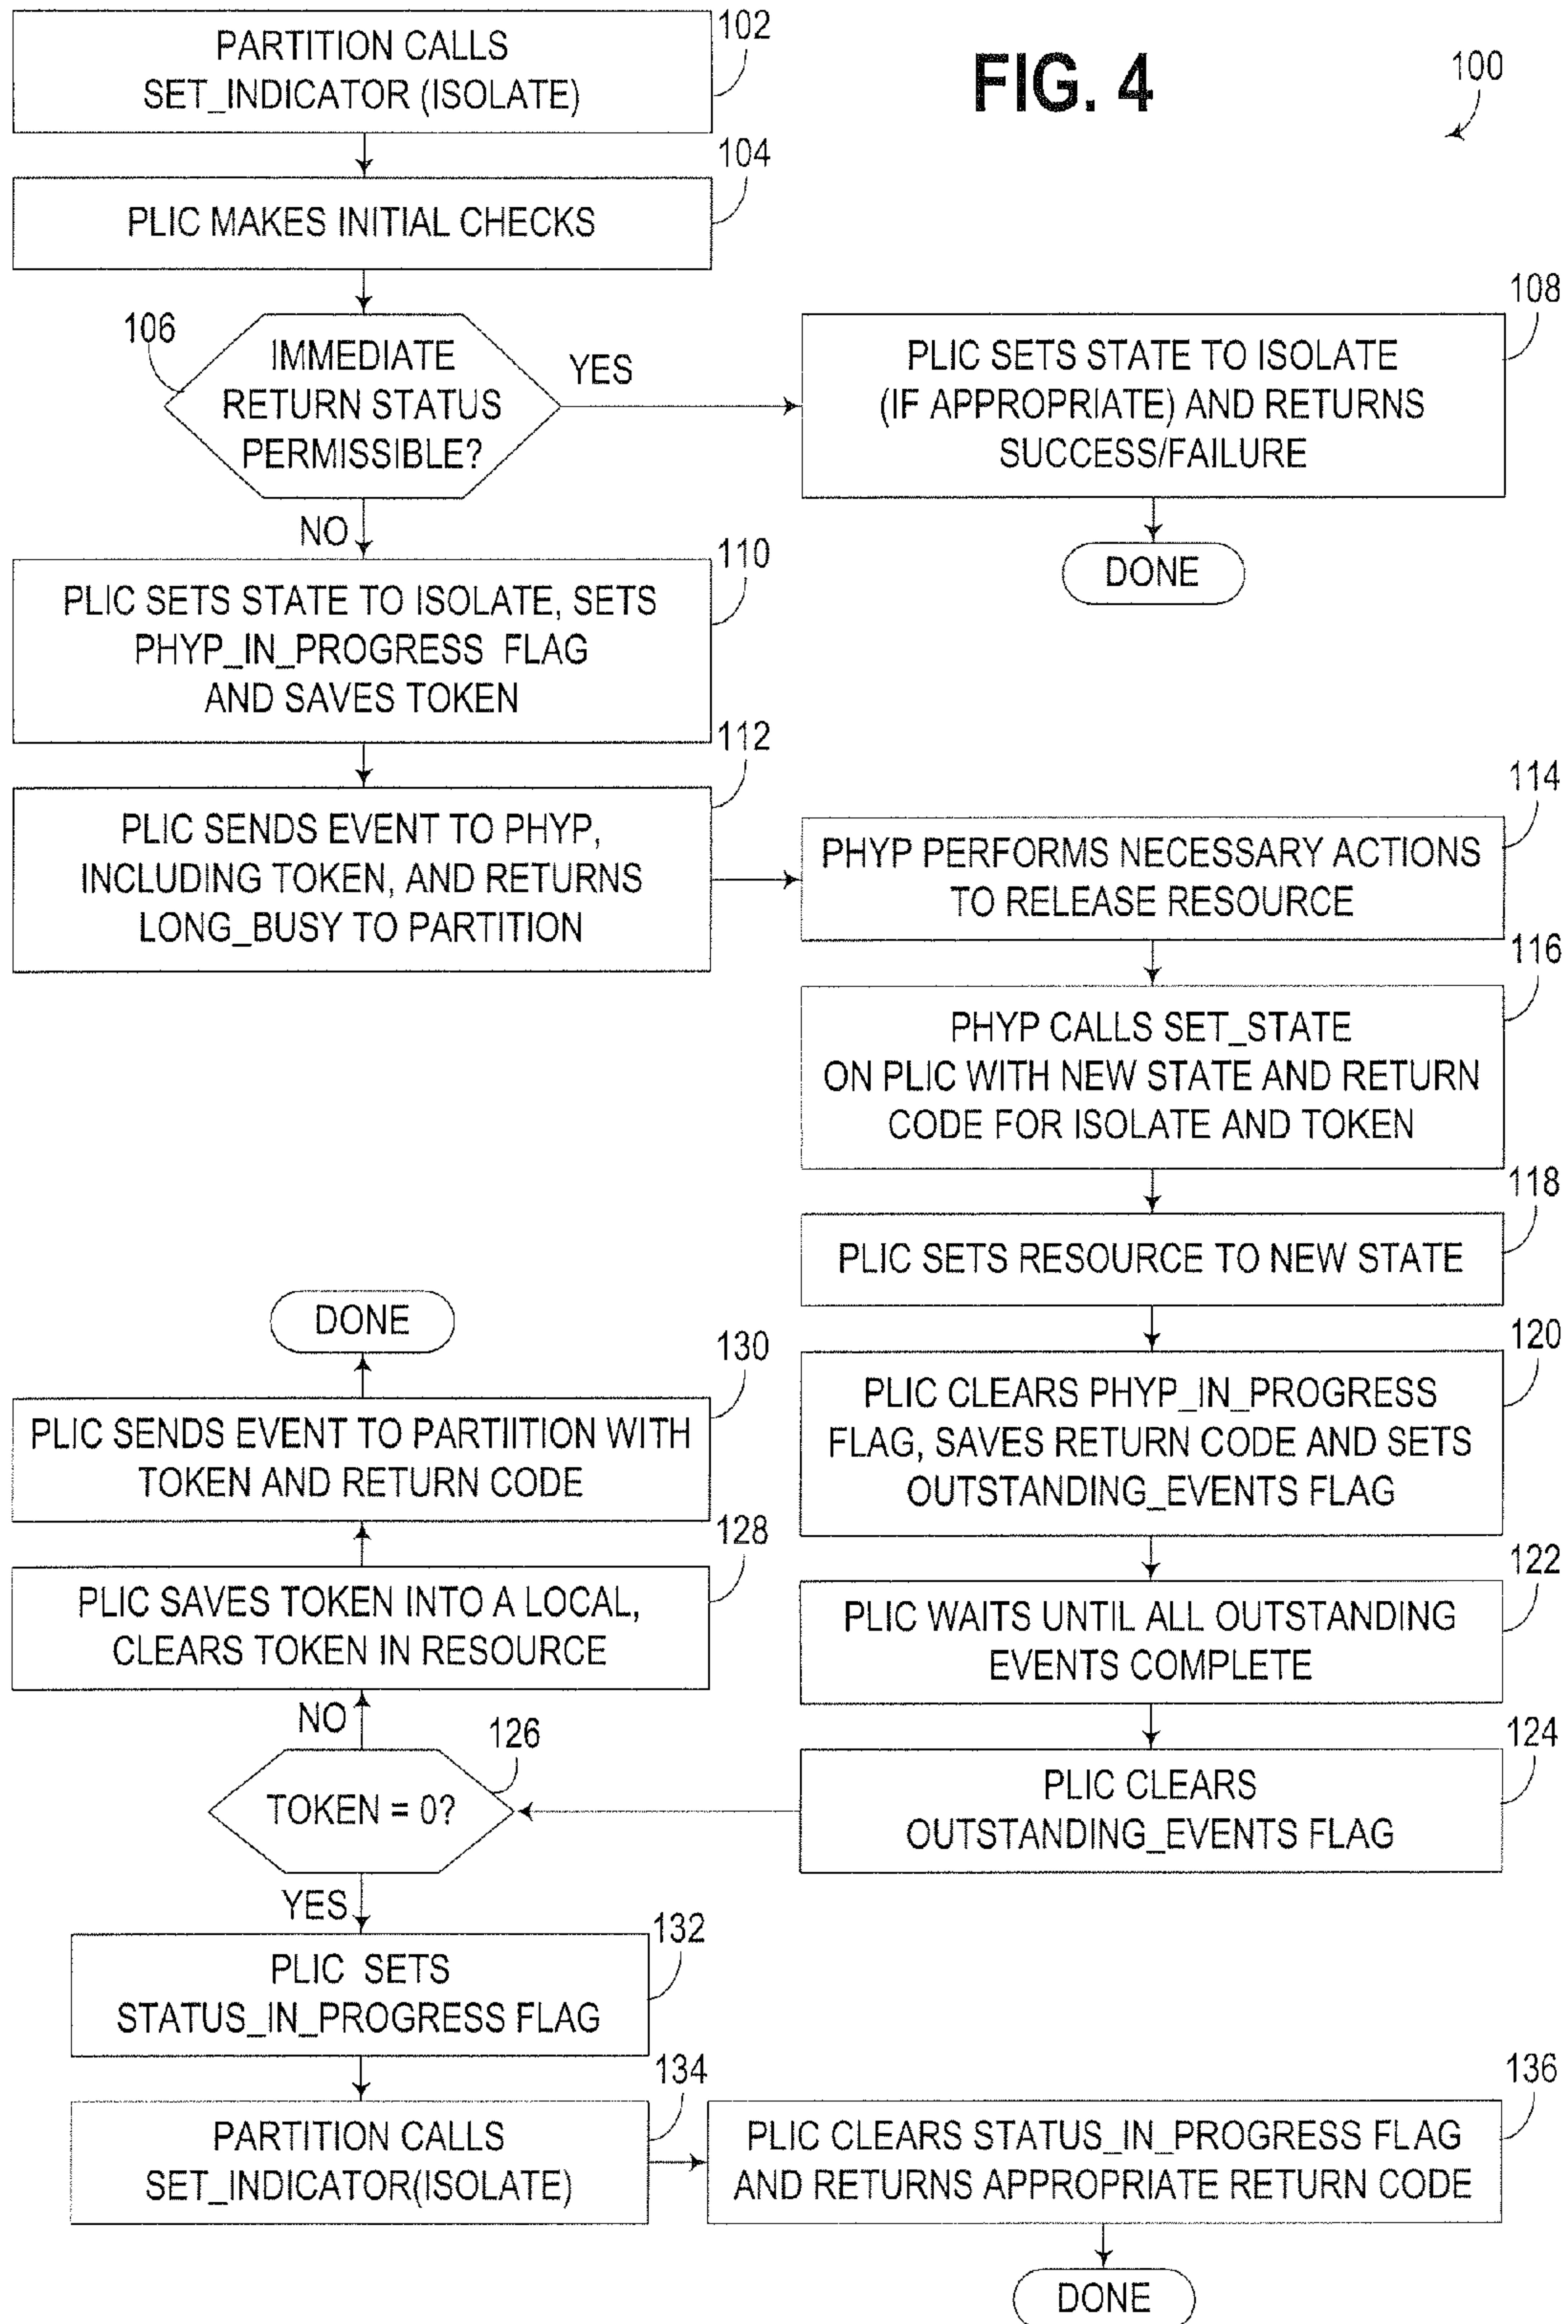 FIG. 4
100
102
PARTITION CALLS
SET_INDICATOR (ISOLATE)
104
PLIC MAKES INITIAL CHECKS
106
IMMEDIATE
RETURN STATUS
PERMISSIBLE?
YES
108
PLIC SETS STATE TO ISOLATE
(IF APPROPRIATE) AND RETURNS
SUCCESS/FAILURE
DONE
NO
110
PLIC SETS STATE TO ISOLATE, SETS
PHYP_IN_PROGRESS FLAG
AND SAVES TOKEN
112
PLIC SENDS EVENT TO PHYP,
INCLUDING TOKEN, AND RETURNS
LONG_BUSY TO PARTITION
114
PHYP PERFORMS NECESSARY ACTIONS
TO RELEASE RESOURCE
116
PHYP CALLS SET_STATE
ON PLIC WITH NEW STATE AND RETURN
CODE FOR ISOLATE AND TOKEN
118
PLIC SETS RESOURCE TO NEW STATE
120
PLIC CLEARS PHYP_IN_PROGRESS
FLAG, SAVES RETURN CODE AND SETS
OUTSTANDING_EVENTS FLAG
122
PLIC WAITS UNTIL ALL OUTSTANDING
EVENTS COMPLETE
124
PLIC CLEARS
OUTSTANDING_EVENTS FLAG
126
TOKEN = 0?
NO
128
PLIC SAVES TOKEN INTO A LOCAL,
CLEARS TOKEN IN RESOURCE
130
PLIC SENDS EVENT TO PARTIITION WITH
TOKEN AND RETURN CODE
DONE
YES
132
PLIC SETS
STATUS_IN_PROGRESS FLAG
134
PARTITION CALLS
SET_INDICATOR(ISOLATE)
136
PLIC CLEARS STATUS_IN_PROGRESS FLAG
AND RETURNS APPROPRIATE RETURN CODE
DONE